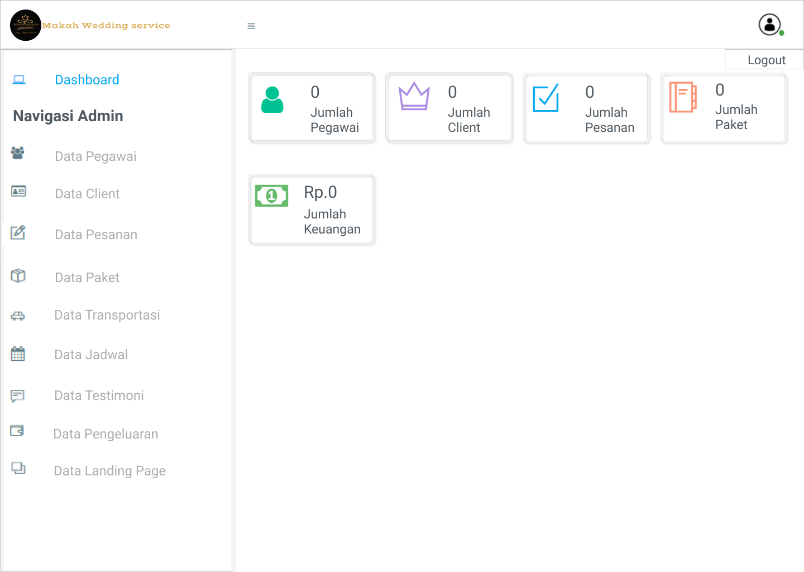 Makah Wedding service
Logout
Dashboard
Navigasi Admin
Data Pegawai
Data Client
Data Pesanan
Data Paket
Data Transportasi
Data Jadwal
Data Testimoni
Data Pengeluaran
Data Landing Page
0
Jumlah
Pegawai
0
Jumlah
Client
0
Jumlah
Pesanan
0
Jumlah
Paket
1
Rp.0
Jumlah
Keuangan